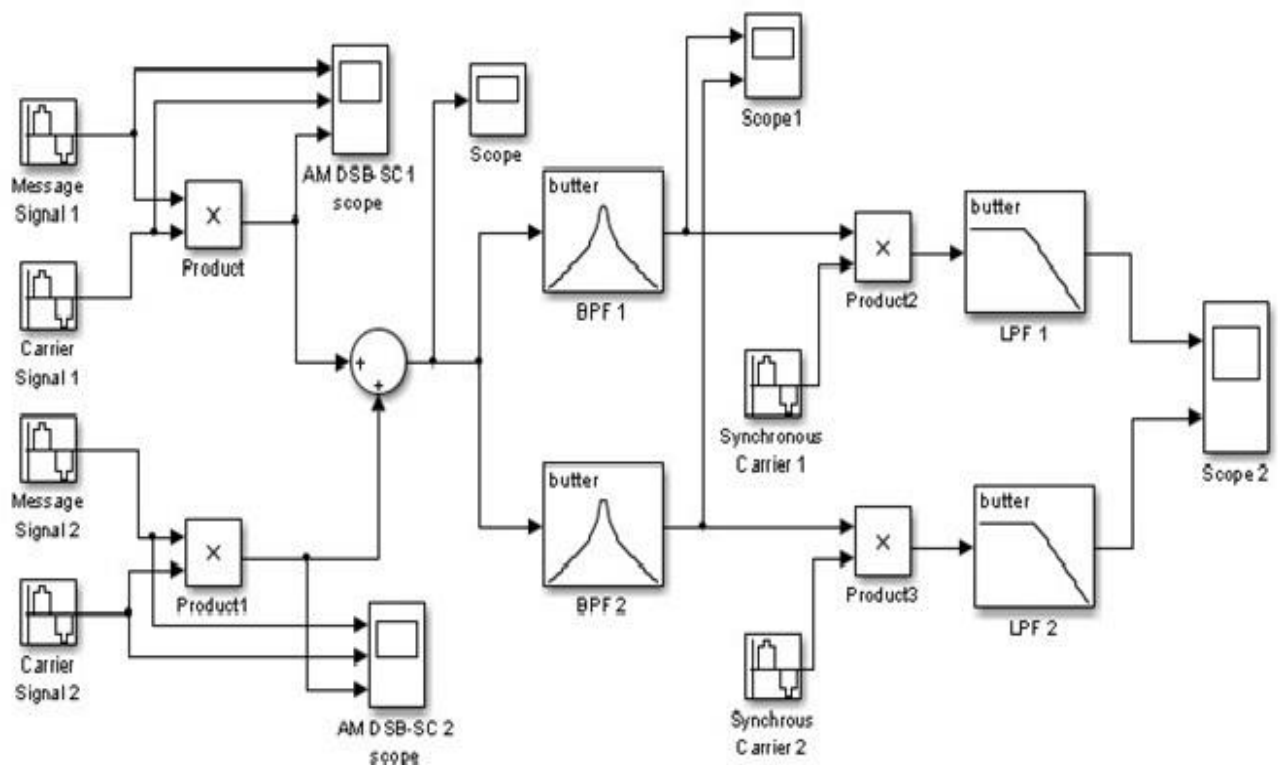 Message
Signal 1
Carrier
Signal 1
Message
Signal 2
Carrier
Signal 2
×
Product
×
Product1
AM DSB-SC 1
scope
AM DSB-SC 2
scope
+
+
Scope
butter
BPF 1
butter
BPF 2
Scope1
×
Product2
Synchronous
Carrier 1
×
Product3
Synchrous
Carrier 2
butter
LPF 1
butter
LPF 2
Scope 2